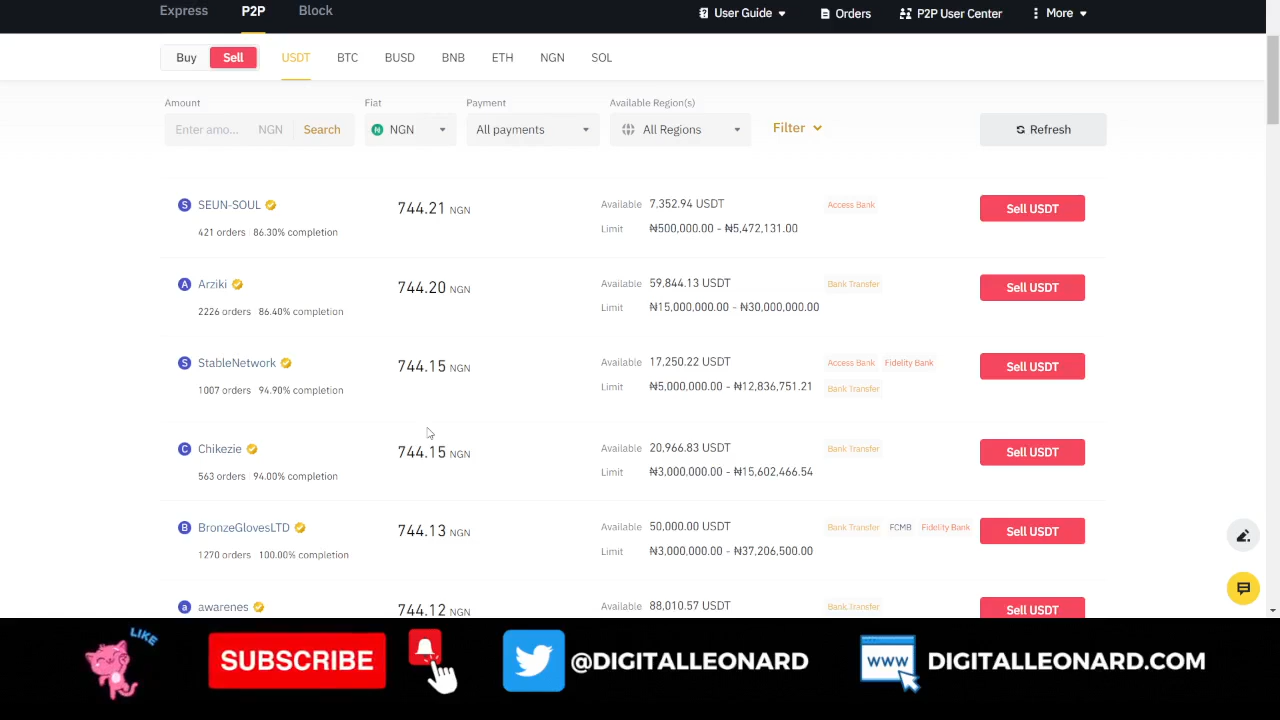 Express P2P Block User Guide Orders P2P User Center More
Buy Sell USDT BTC BUSD BNB ETH NGN SOL
Amount Fiat Payment Available Region(s)
Enter amo... NGN Search NGN All payments All Regions Filter Refresh
S SEUN-SOUL 744.21 NGN Available 7,352.94 USDT Access Bank Sell USDT
421 orders 86.30% completion Limit ₦500,000.00 - ₦5,472,131.00
A Arziki 744.20 NGN Available 59,844.13 USDT Bank Transfer Sell USDT
2226 orders 86.40% completion Limit ₦15,000,000.00 - ₦30,000,000.00
S StableNetwork 744.15 NGN Available 17,250.22 USDT Access Bank Fidelity Bank Sell USDT
1007 orders 94.90% completion Limit ₦5,000,000.00 - ₦12,836,751.21 Bank Transfer
C Chikezie 744.15 NGN Available 20,966.83 USDT Bank Transfer Sell USDT
563 orders 94.00% completion Limit ₦3,000,000.00 - ₦15,602,466.54
B BronzeGlovesLTD 744.13 NGN Available 50,000.00 USDT Bank Transfer FCMB Fidelity Bank Sell USDT
1270 orders 100.00% completion Limit ₦3,000,000.00 - ₦37,206,500.00
a awarenes 744.12 NGN Available 88,010.57 USDT Bank Transfer Sell USDT
LIKE
SUBSCRIBE @DIGITALLEONARD WWW DIGITALLEONARD.COM